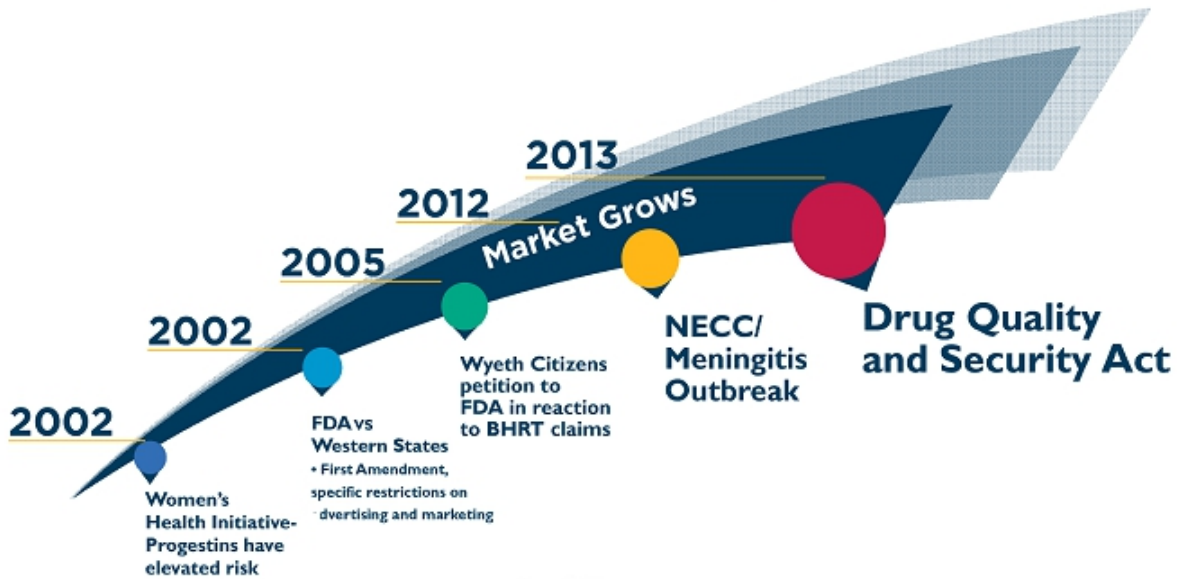 2013
2012
Market Grows
2005
2002
2002
Drug Quality
and Security Act
NECC/
Meningitis
Outbreak
Wyeth Citizens
petition to
FDA in reaction
to BHRT claims
FDA vs
Western States
• First Amendment,
specific restrictions on
dvertising and marketing
Women's
Health Initiative-
Progestins have
elevated risk